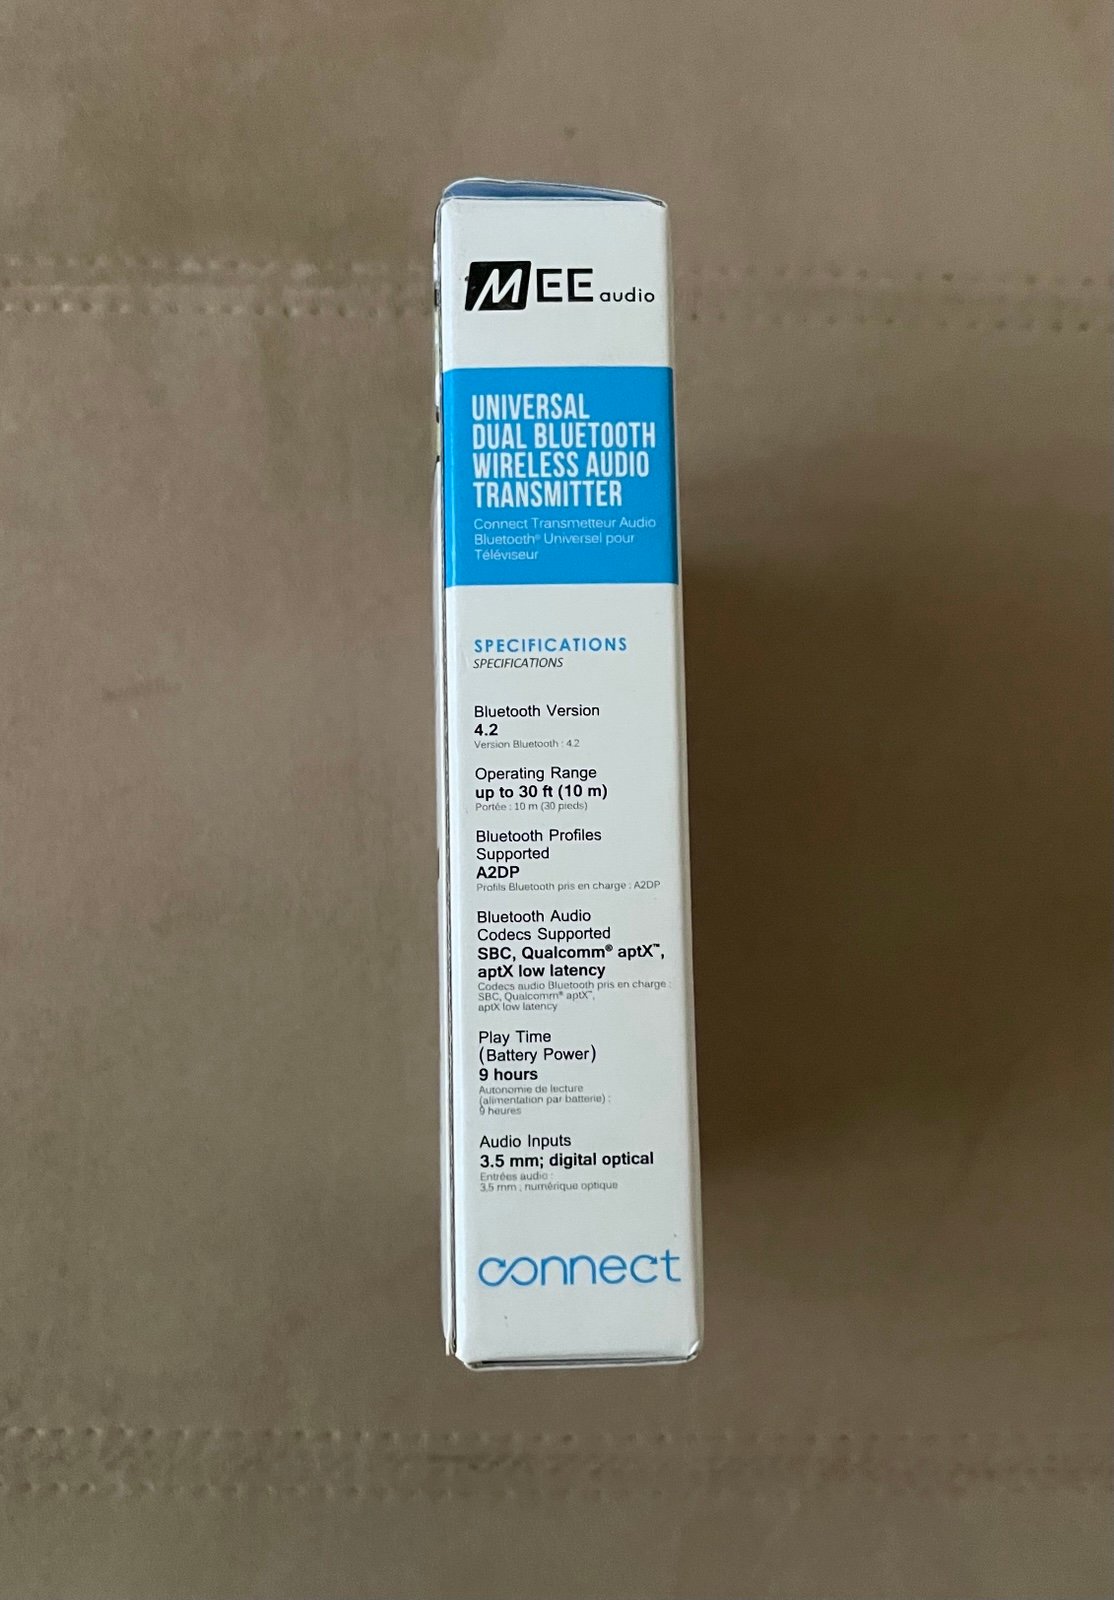 MEE audio
UNIVERSAL
DUAL BLUETOOTH
WIRELESS AUDIO
TRANSMITTER
Connect Transmetteur Audio
Bluetooth® Universel pour
Téléviseur
SPECIFICATIONS
SPECIFICATIONS
Bluetooth Version
4.2
Version Bluetooth : 4.2
Operating Range
up to 30 ft (10 m)
Portée : 10 m (30 pieds)
Bluetooth Profiles
Supported
A2DP
Profils Bluetooth pris en charge : A2DP
Bluetooth Audio
Codecs Supported
SBC, Qualcomm® aptX™,
aptX low latency
Codecs audio Bluetooth pris en charge :
SBC, Qualcomm® aptX™,
aptX low latency
Play Time
(Battery Power)
9 hours
Autonomie de lecture
(alimentation par batterie) :
9 heures
Audio Inputs
3.5 mm; digital optical
Entrées audio :
3,5 mm ; numérique optique
connect